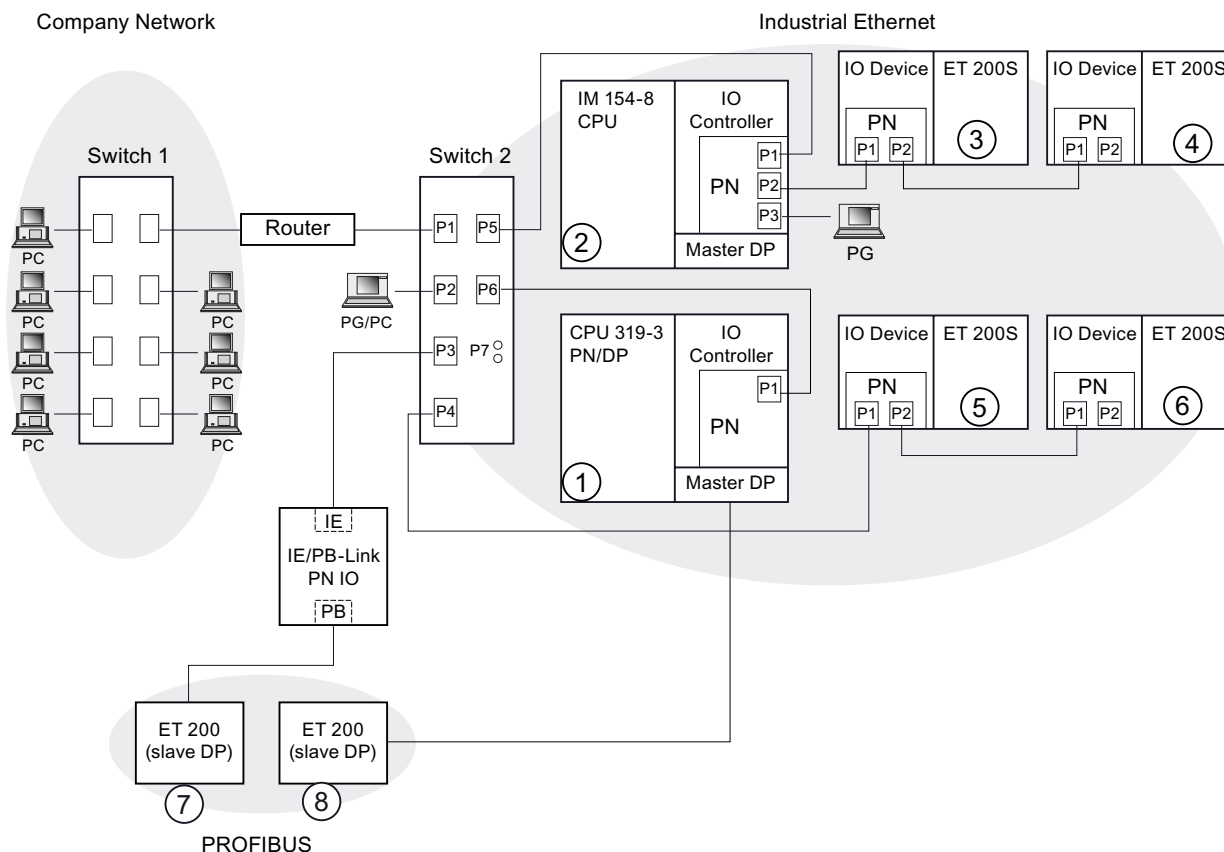 Company Network
Industrial Ethernet
Switch 1
PC
PC
PC
PC
PC
PC
PC
Router
Switch 2
P1
P5
P2
P6
P3
P7
P4
PG/PC
IM 154-8
CPU
IO
Controller
PN
P1
P2
P3
Master DP
2
PG
IO Device
ET 200S
PN
P1
P2
3
IO Device
ET 200S
PN
P1
P2
4
CPU 319-3
PN/DP
IO
Controller
P1
PN
Master DP
1
IO Device
ET 200S
PN
P1
P2
5
IO Device
ET 200S
PN
P1
P2
6
IE
IE/PB-Link
PN IO
PB
ET 200
(slave DP)
7
ET 200
(slave DP)
8
PROFIBUS